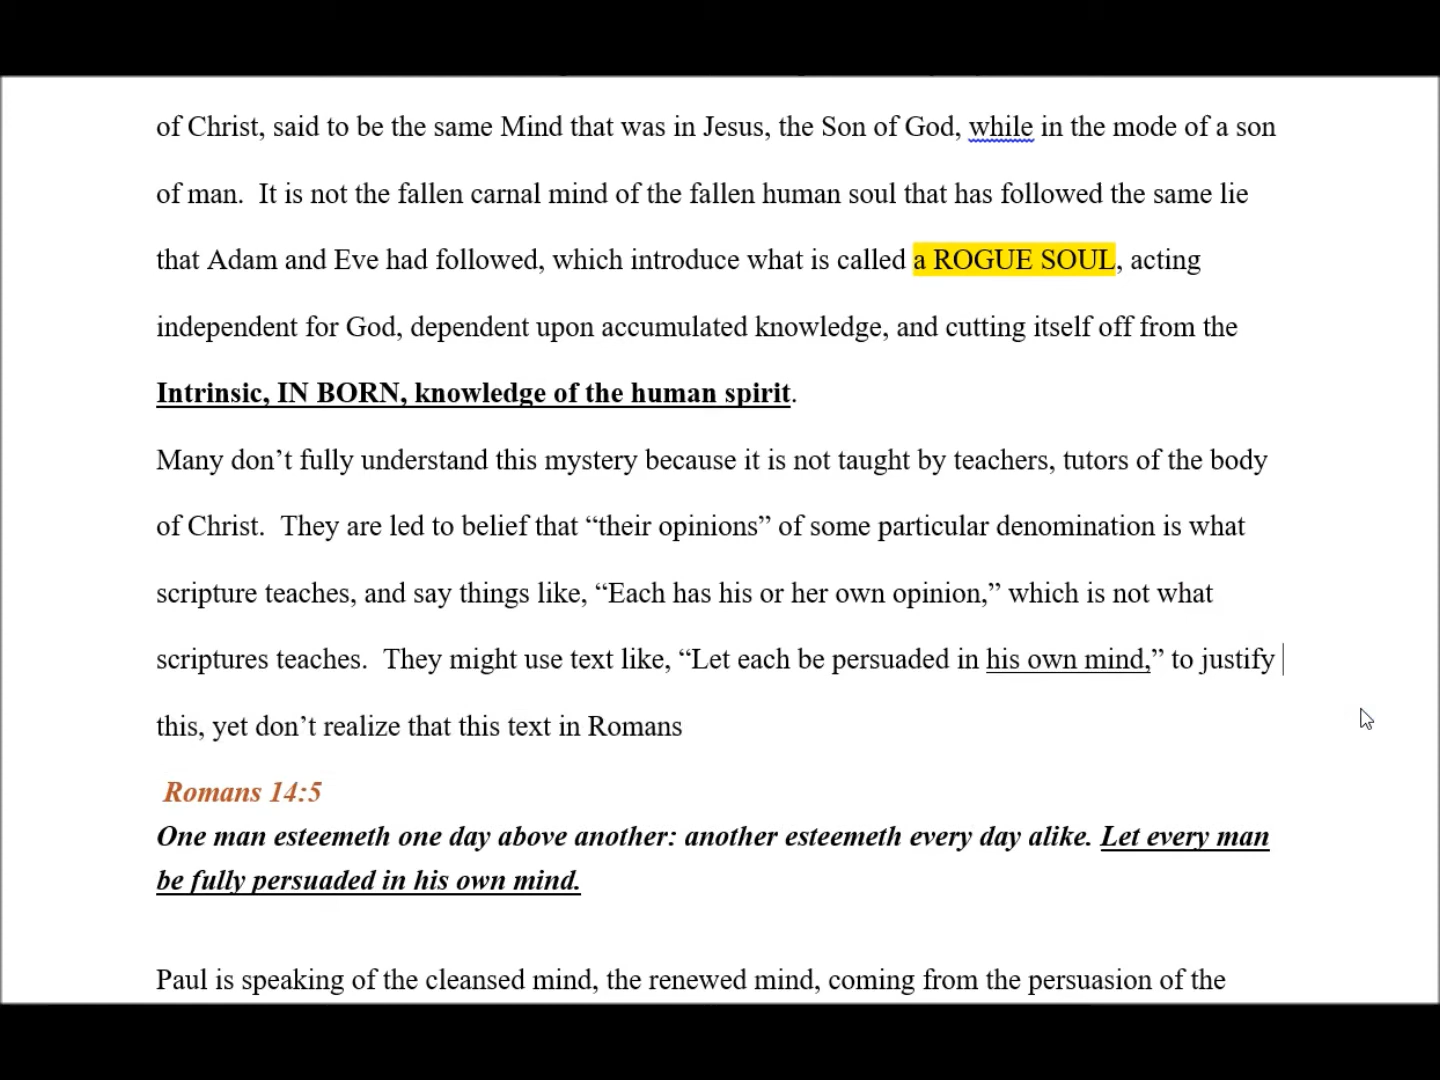 of Christ, said to be the same Mind that was in Jesus, the Son of God, while in the mode of a son
of man.  It is not the fallen carnal mind of the fallen human soul that has followed the same lie
that Adam and Eve had followed, which introduce what is called a ROGUE SOUL, acting
independent for God, dependent upon accumulated knowledge, and cutting itself off from the
Intrinsic, IN BORN, knowledge of the human spirit.
Many don’t fully understand this mystery because it is not taught by teachers, tutors of the body
of Christ.  They are led to belief that “their opinions” of some particular denomination is what
scripture teaches, and say things like, “Each has his or her own opinion,” which is not what
scriptures teaches.  They might use text like, “Let each be persuaded in his own mind,” to justify
this, yet don’t realize that this text in Romans
Romans 14:5
One man esteemeth one day above another: another esteemeth every day alike. Let every man
be fully persuaded in his own mind.
Paul is speaking of the cleansed mind, the renewed mind, coming from the persuasion of the